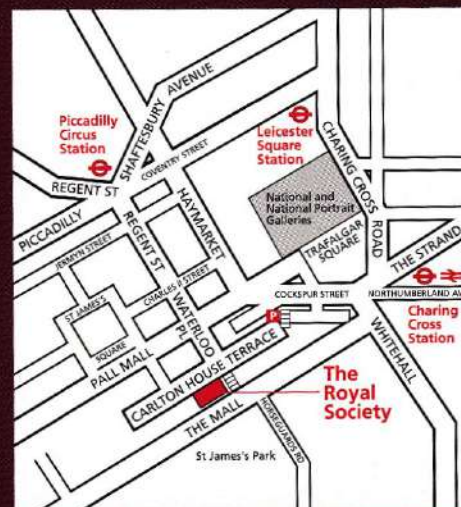 SHAFTESBURY AVENUE
Piccadilly
Circus
Station
Leicester
Square
Station
COVENTRY STREET
CHARING CROSS ROAD
REGENT ST
HAYMARKET
National and
National Portrait
Galleries
PICCADILLY
REGENT ST
TRAFALGAR
SQUARE
JERMYN STREET
THE STRAND
CHARLES II STREET
ST JAMES'S
SQUARE
WATERLOO
PL
COCKSPUR STREET
NORTHUMBERLAND AV
P
Charing
Cross
Station
PALL MALL
CARLTON HOUSE TERRACE
WHITEHALL
The
Royal
Society
THE MALL
HORSEGUARDS RD
St James's Park